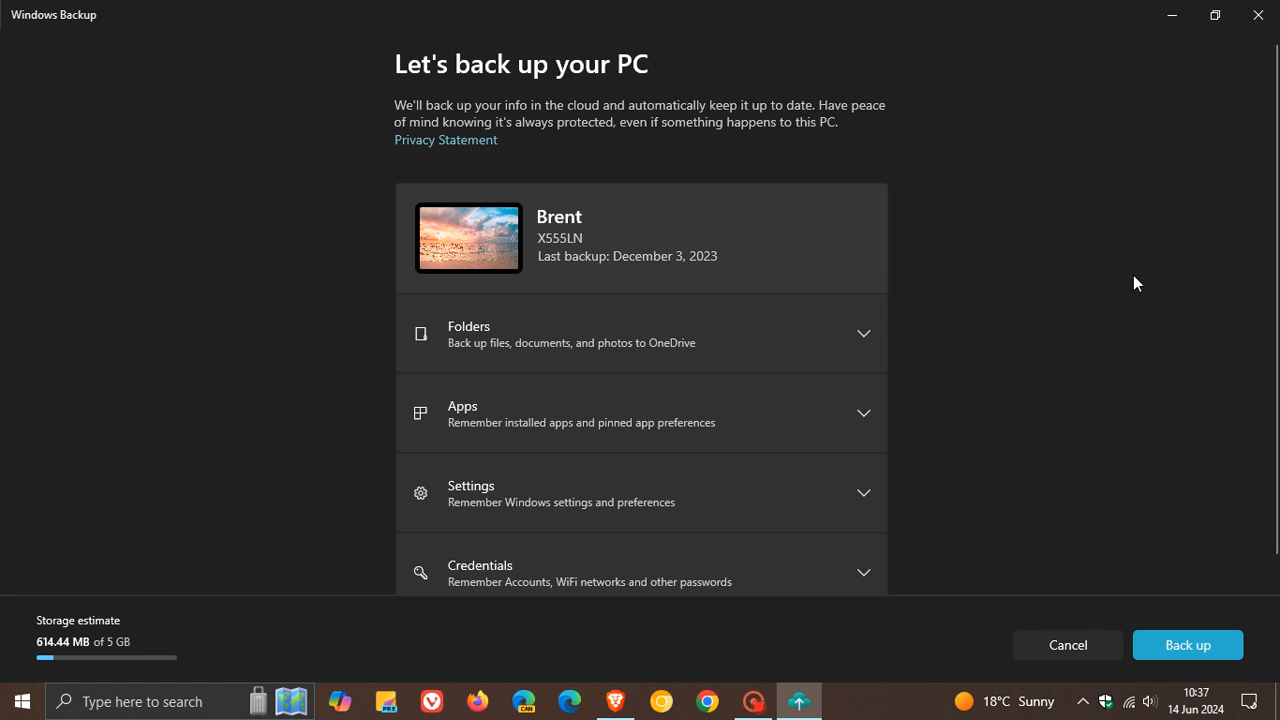 Windows Backup
Let's back up your PC
We'll back up your info in the cloud and automatically keep it up to date. Have peace
of mind knowing it's always protected, even if something happens to this PC.
Privacy Statement
Brent
X555LN
Last backup: December 3, 2023
Folders
Back up files, documents, and photos to OneDrive
Apps
Remember installed apps and pinned app preferences
Settings
Remember Windows settings and preferences
Credentials
Remember Accounts, WiFi networks and other passwords
Storage estimate
614.44 MB of 5 GB
Cancel
Back up
Type here to search
PRE
CAN
18°C Sunny
10:37
14 Jun 2024